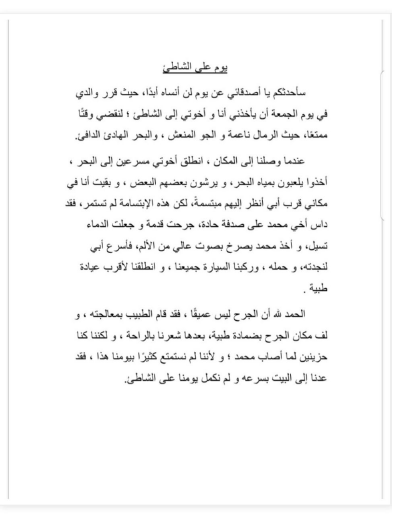 يوم على الشاطئ
سأحدثكم يا أصدقائي عن يوم لن أنساه أبدًا، حيث قرر والدي
في يوم الجمعة أن يأخذني أنا و أخوتي إلى الشاطئ ؛ لنقضي وقتًا
ممتعًا، حيث الرمال ناعمة و الجو المنعش ، والبحر الهادئ الدافئ.
عندما وصلنا إلى المكان ، انطلق أخوتي مسرعين إلى البحر ،
أخذوا يلعبون بمياه البحر، و يرشون بعضهم البعض ، و بقيت أنا في
مكاني قرب أبي أنظر إليهم مبتسمةً، لكن هذه الإبتسامة لم تستمر، فقد
داس أخي محمد على صدفة حادة، جرحت قدمة و جعلت الدماء
تسيل، و أخذ محمد يصرخ بصوت عالي من الألم، فأسرع أبي
لنجدته، و حمله ، وركبنا السيارة جميعنا ، و انطلقنا لأقرب عيادة
طبية .
الحمد لله أن الجرح ليس عميقًا ، فقد قام الطبيب بمعالجته ، و
لف مكان الجرح بضمادة طبية، بعدها شعرنا بالراحة ، و لكننا كنا
حزينين لما أصاب محمد ؛ و لأننا لم نستمتع كثيرًا بيومنا هذا ، فقد
عدنا إلى البيت بسرعه و لم نكمل يومنا على الشاطئ.